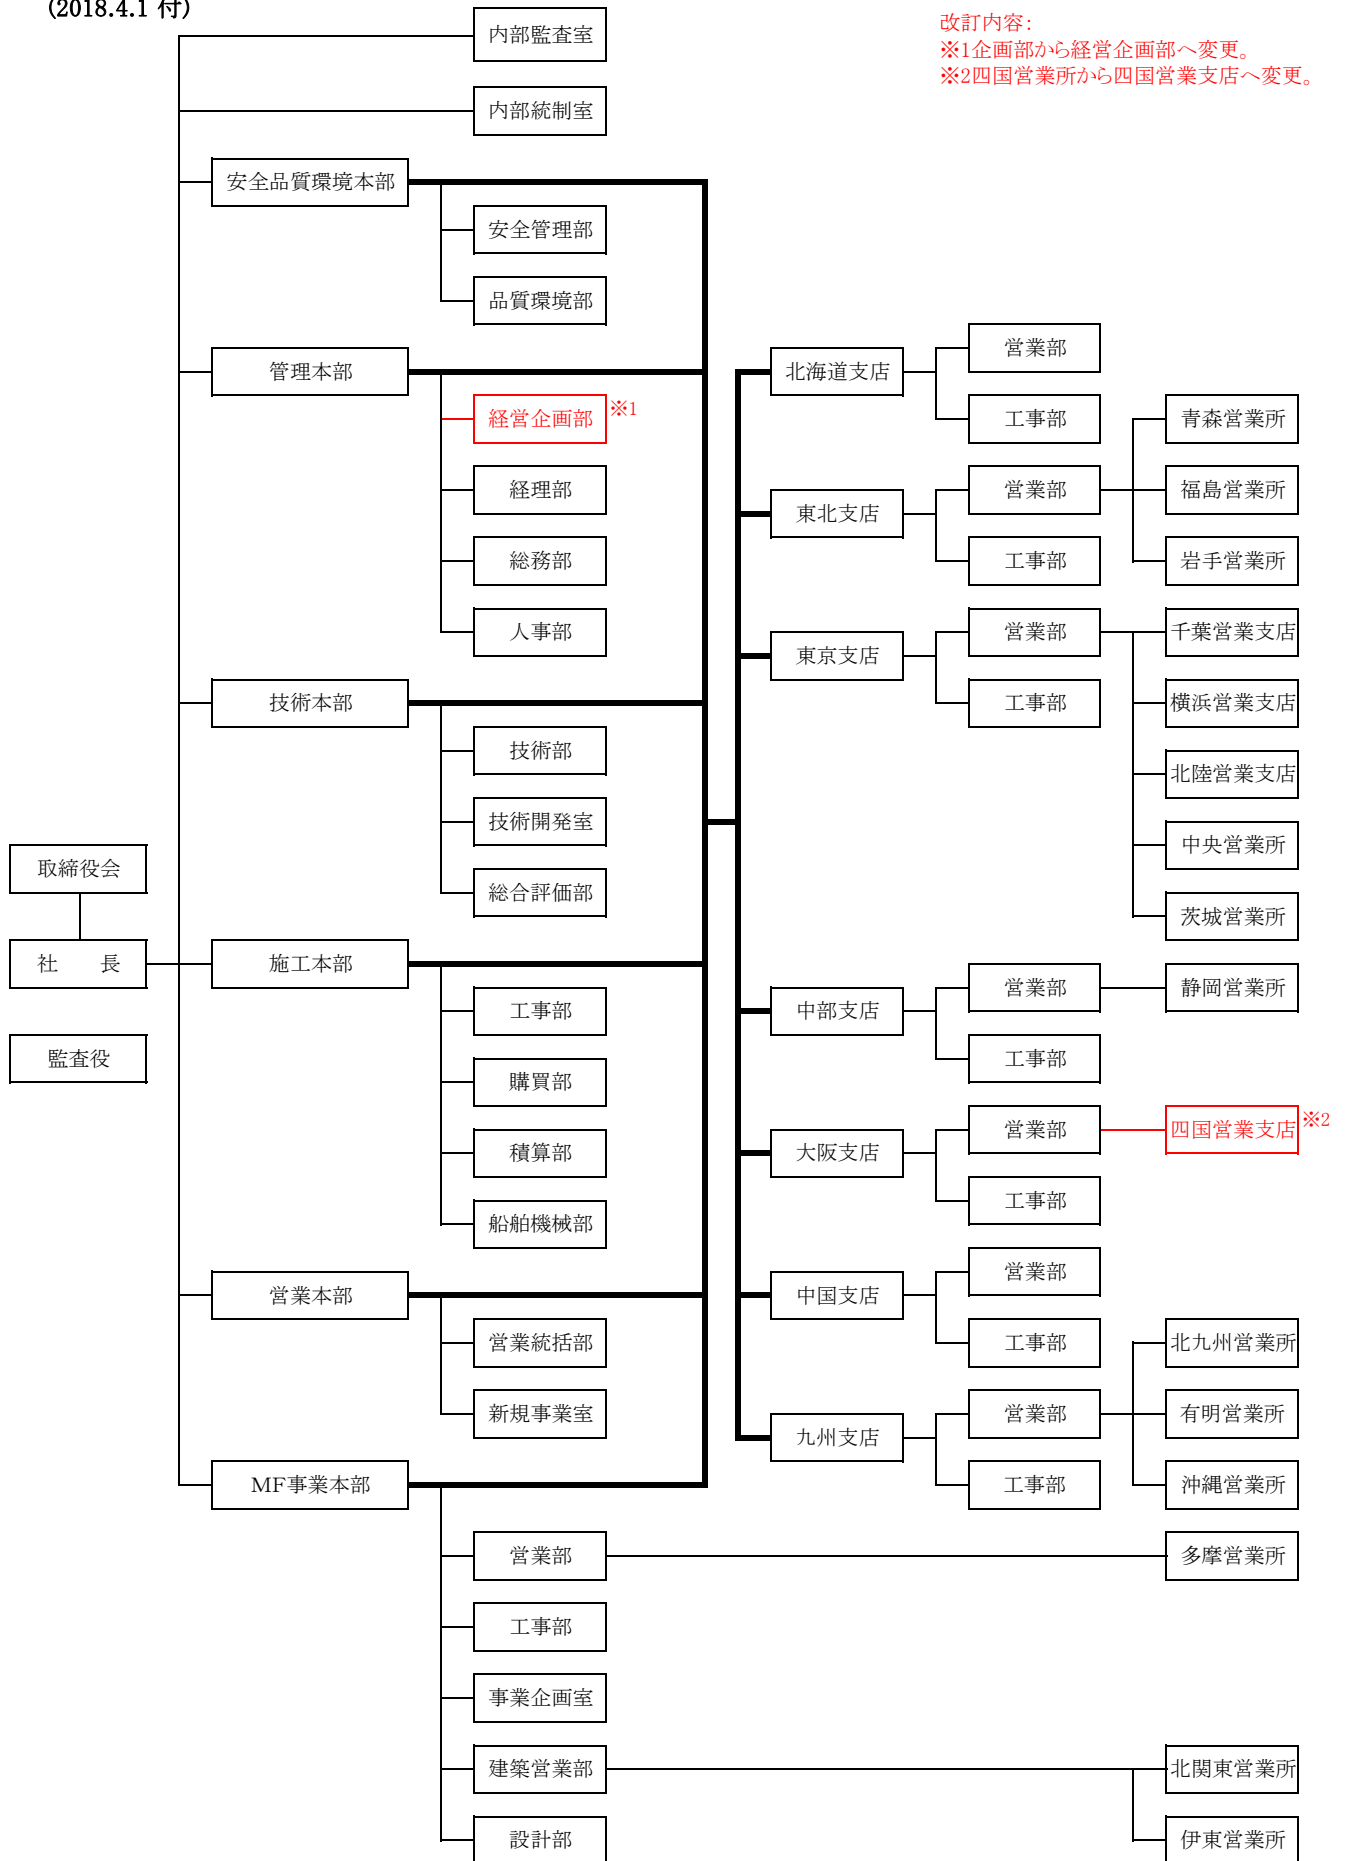 (2018.4.1 付)
改訂内容:
※1企画部から経営企画部へ変更。
※2四国営業所から四国営業支店へ変更。
内部監査室
内部統制室
安全品質環境本部
安全管理部
品質環境部
管理本部
経営企画部 ※1
経理部
総務部
人事部
技術本部
技術部
技術開発室
総合評価部
取締役会
社 長
監査役
施工本部
工事部
購買部
積算部
船舶機械部
営業本部
営業統括部
新規事業室
MF事業本部
営業部
工事部
事業企画室
建築営業部
設計部
北海道支店
営業部
工事部
東北支店
営業部
工事部
青森営業所
福島営業所
岩手営業所
東京支店
営業部
工事部
千葉営業支店
横浜営業支店
北陸営業支店
中央営業所
茨城営業所
中部支店
営業部
工事部
静岡営業所
大阪支店
営業部
工事部
四国営業支店 ※2
中国支店
営業部
工事部
九州支店
営業部
工事部
北九州営業所
有明営業所
沖縄営業所
多摩営業所
北関東営業所
伊東営業所